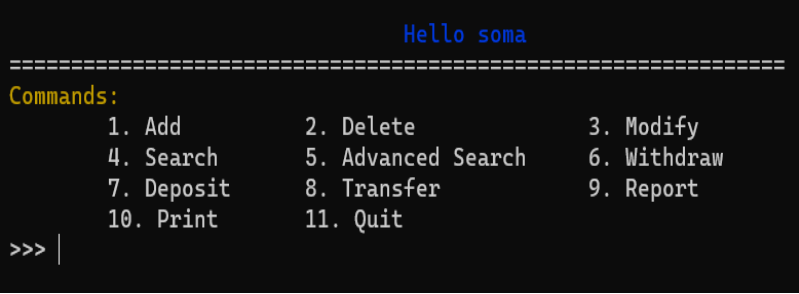 Hello soma
===============================================================
Commands:
1. Add 2. Delete 3. Modify
4. Search 5. Advanced Search 6. Withdraw
7. Deposit 8. Transfer 9. Report
10. Print 11. Quit
>>>